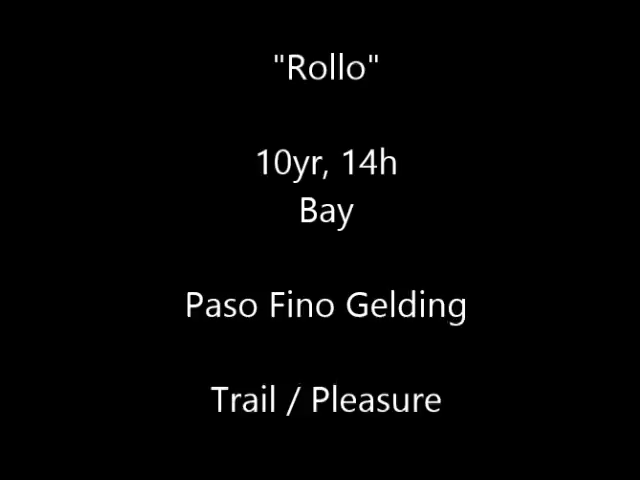 "Rollo"
10yr, 14h
Bay
Paso Fino Gelding
Trail / Pleasure